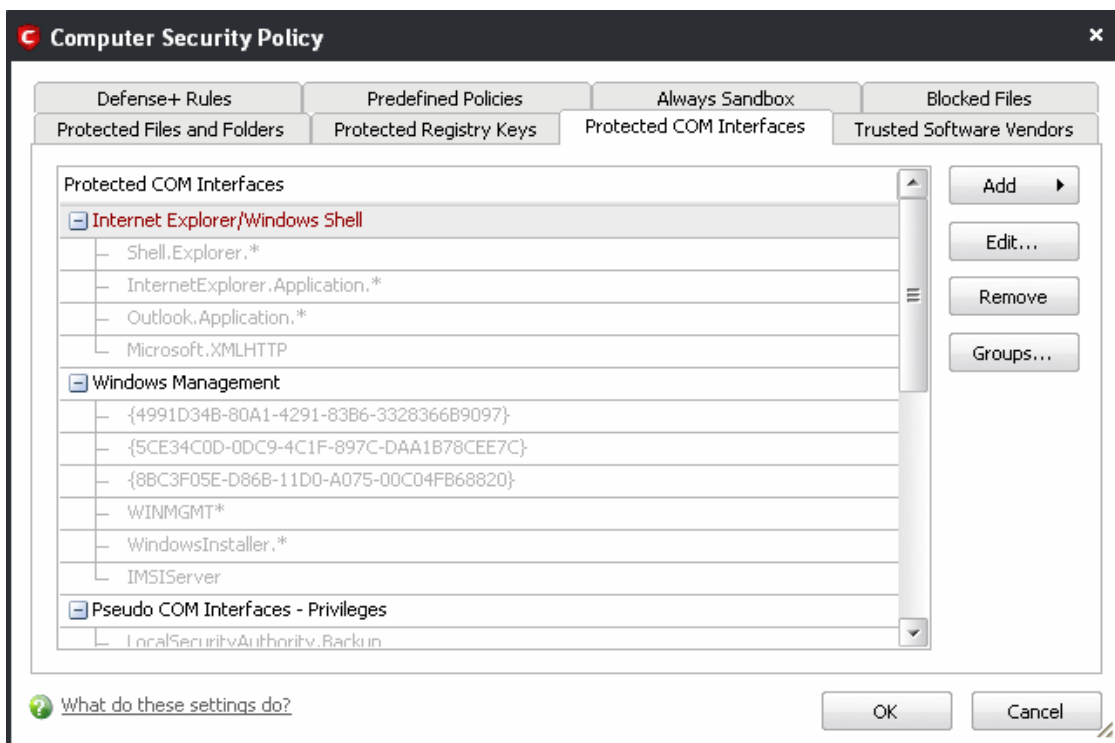 Computer Security Policy
Defense+ Rules Predefined Policies Always Sandbox Blocked Files
Protected Files and Folders Protected Registry Keys Protected COM Interfaces Trusted Software Vendors
Protected COM Interfaces
Add
Internet Explorer/Windows Shell
Shell.Explorer.*
Edit...
InternetExplorer.Application.*
Remove
Outlook.Application.*
Microsoft.XMLHTTP
Groups...
Windows Management
{4991D34B-80A1-4291-83B6-3328366B9097}
{5CE34C0D-0DC9-4C1F-897C-DAA1B78CEE7C}
{8BC3F05E-D86B-11D0-A075-00C04FB68820}
WINMGMT*
WindowsInstaller.*
IMSIServer
Pseudo COM Interfaces - Privileges
LocalSecurityAuthority.Backup
What do these settings do?
OK Cancel